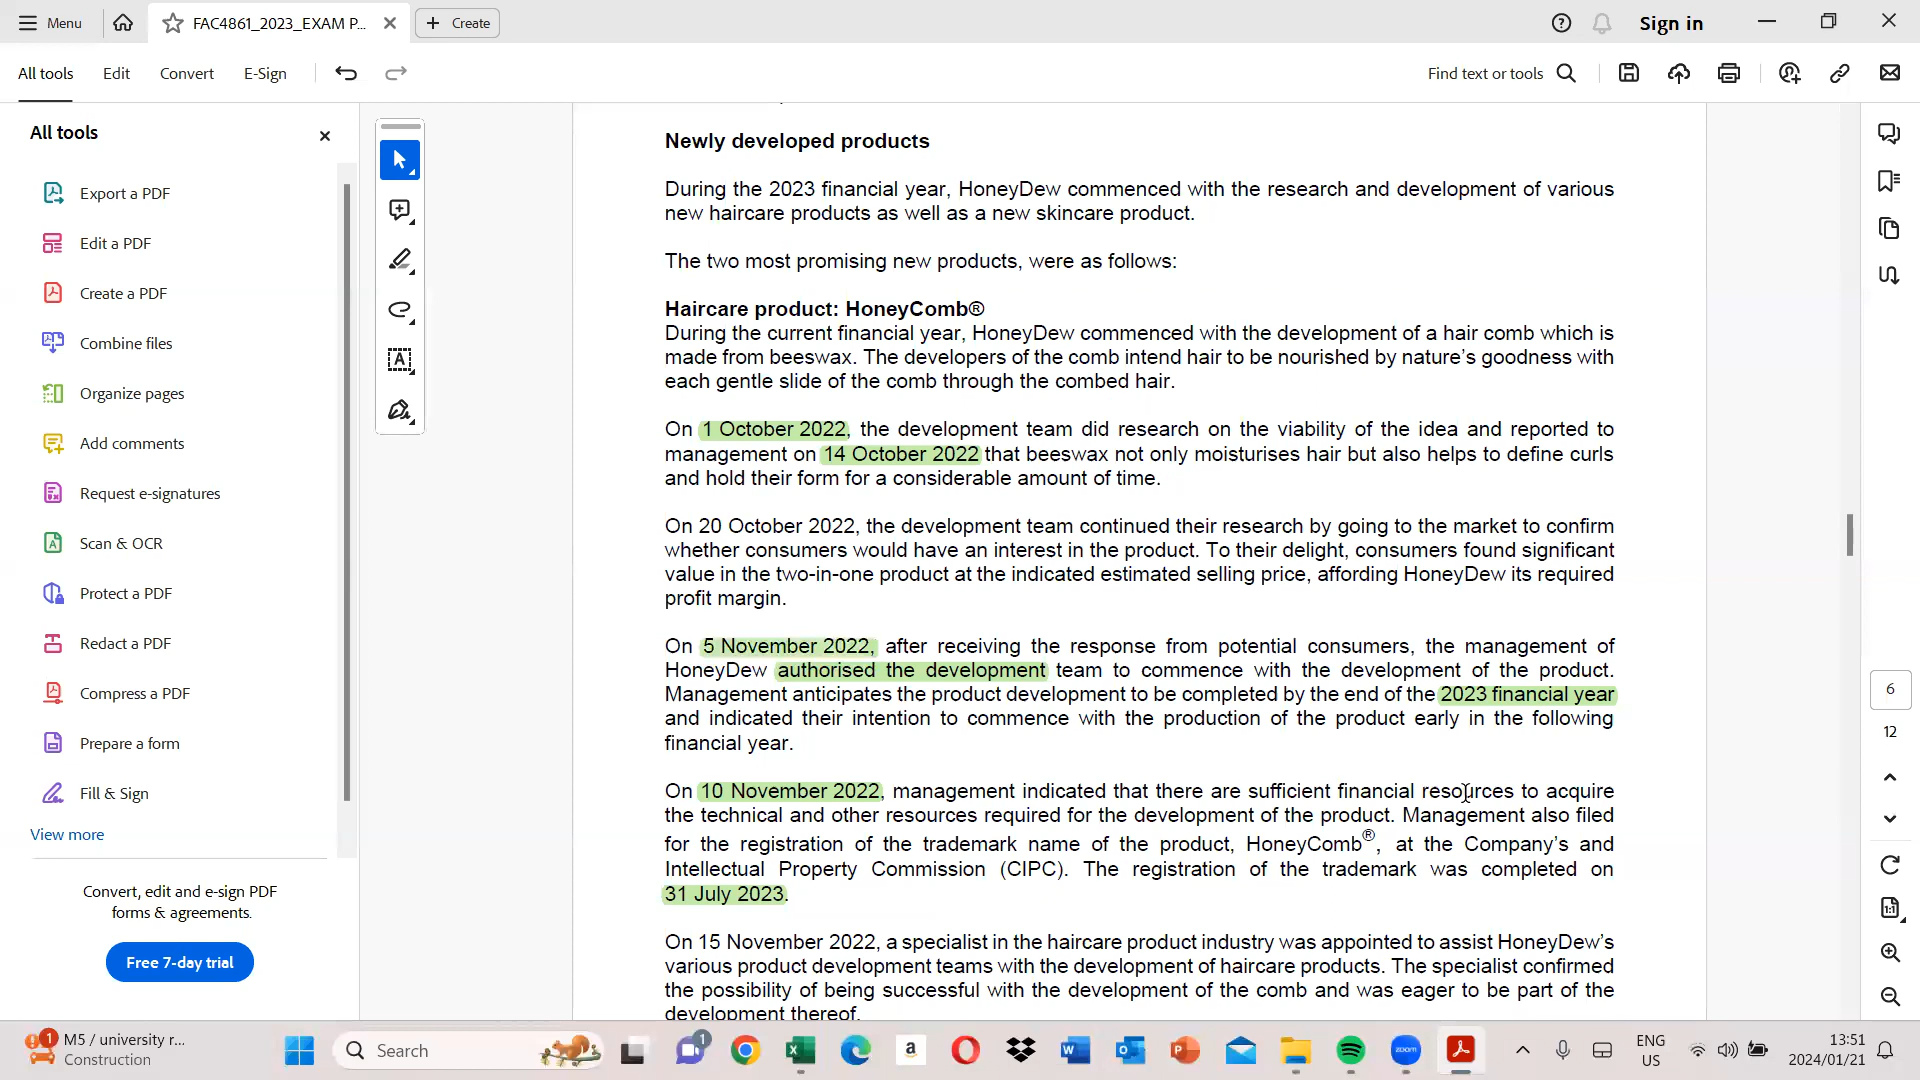 Menu
FAC4861_2023_EXAM P...
Create
Sign in
All tools
Edit
Convert
E-Sign
Find text or tools
All tools
Export a PDF
Edit a PDF
Create a PDF
Combine files
Organize pages
Add comments
Request e-signatures
Scan & OCR
Protect a PDF
Redact a PDF
Compress a PDF
Prepare a form
Fill & Sign
View more
Convert, edit and e-sign PDF
forms & agreements.
Free 7-day trial
Newly developed products
During the 2023 financial year, HoneyDew commenced with the research and development of various
new haircare products as well as a new skincare product.
The two most promising new products, were as follows:
Haircare product: HoneyComb®
During the current financial year, HoneyDew commenced with the development of a hair comb which is
made from beeswax. The developers of the comb intend hair to be nourished by nature's goodness with
each gentle slide of the comb through the combed hair.
On 1 October 2022, the development team did research on the viability of the idea and reported to
management on 14 October 2022 that beeswax not only moisturises hair but also helps to define curls
and hold their form for a considerable amount of time.
On 20 October 2022, the development team continued their research by going to the market to confirm
whether consumers would have an interest in the product. To their delight, consumers found significant
value in the two-in-one product at the indicated estimated selling price, affording HoneyDew its required
profit margin.
On 5 November 2022, after receiving the response from potential consumers, the management of
HoneyDew authorised the development team to commence with the development of the product.
Management anticipates the product development to be completed by the end of the 2023 financial year
and indicated their intention to commence with the production of the product early in the following
financial year.
On 10 November 2022, management indicated that there are sufficient financial resources to acquire
the technical and other resources required for the development of the product. Management also filed
for the registration of the trademark name of the product, HoneyComb®, at the Company's and
Intellectual Property Commission (CIPC). The registration of the trademark was completed on
31 July 2023.
On 15 November 2022, a specialist in the haircare product industry was appointed to assist HoneyDew's
various product development teams with the development of haircare products. The specialist confirmed
the possibility of being successful with the development of the comb and was eager to be part of the
development thereof.
6
12
1:1
1
M5 / university r...
Construction
Search
1
a
zoom
ENG
US
13:51
2024/01/21